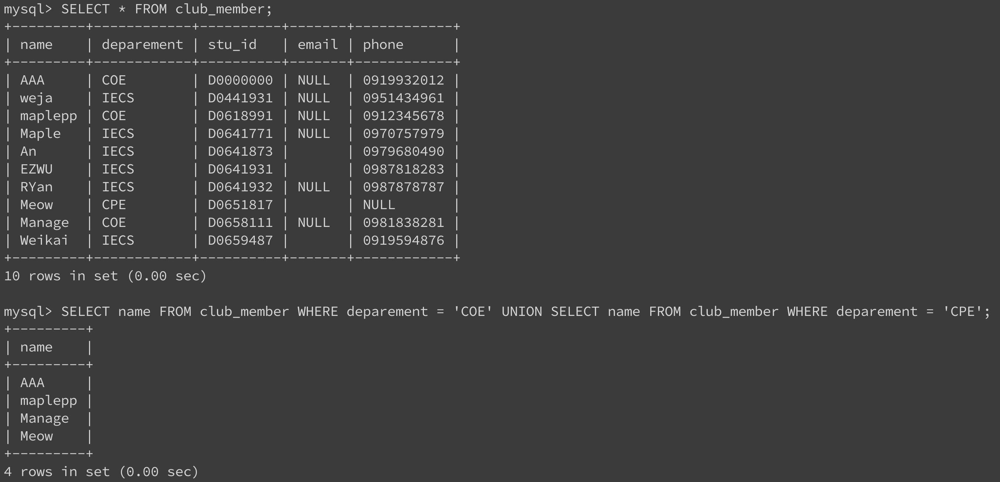 mysql> SELECT * FROM club_member;
+---------+------------+----------+-------+------------+
| name    | deparement | stu_id   | email | phone      |
+---------+------------+----------+-------+------------+
| AAA     | COE        | D0000000 | NULL  | 0919932012 |
| weja    | IECS       | D0441931 | NULL  | 0951434961 |
| maplepp | COE        | D0618991 | NULL  | 0912345678 |
| Maple   | IECS       | D0641771 | NULL  | 0970757979 |
| An      | IECS       | D0641873 |       | 0979680490 |
| EZWU    | IECS       | D0641931 |       | 0987818283 |
| RYan    | IECS       | D0641932 | NULL  | 0987878787 |
| Meow    | CPE        | D0651817 |       | NULL       |
| Manage  | COE        | D0658111 | NULL  | 0981838281 |
| Weikai  | IECS       | D0659487 |       | 0919594876 |
+---------+------------+----------+-------+------------+
10 rows in set (0.00 sec)

mysql> SELECT name FROM club_member WHERE deparement = 'COE' UNION SELECT name FROM club_member WHERE deparement = 'CPE';
+---------+
| name    |
+---------+
| AAA     |
| maplepp |
| Manage  |
| Meow    |
+---------+
4 rows in set (0.00 sec)